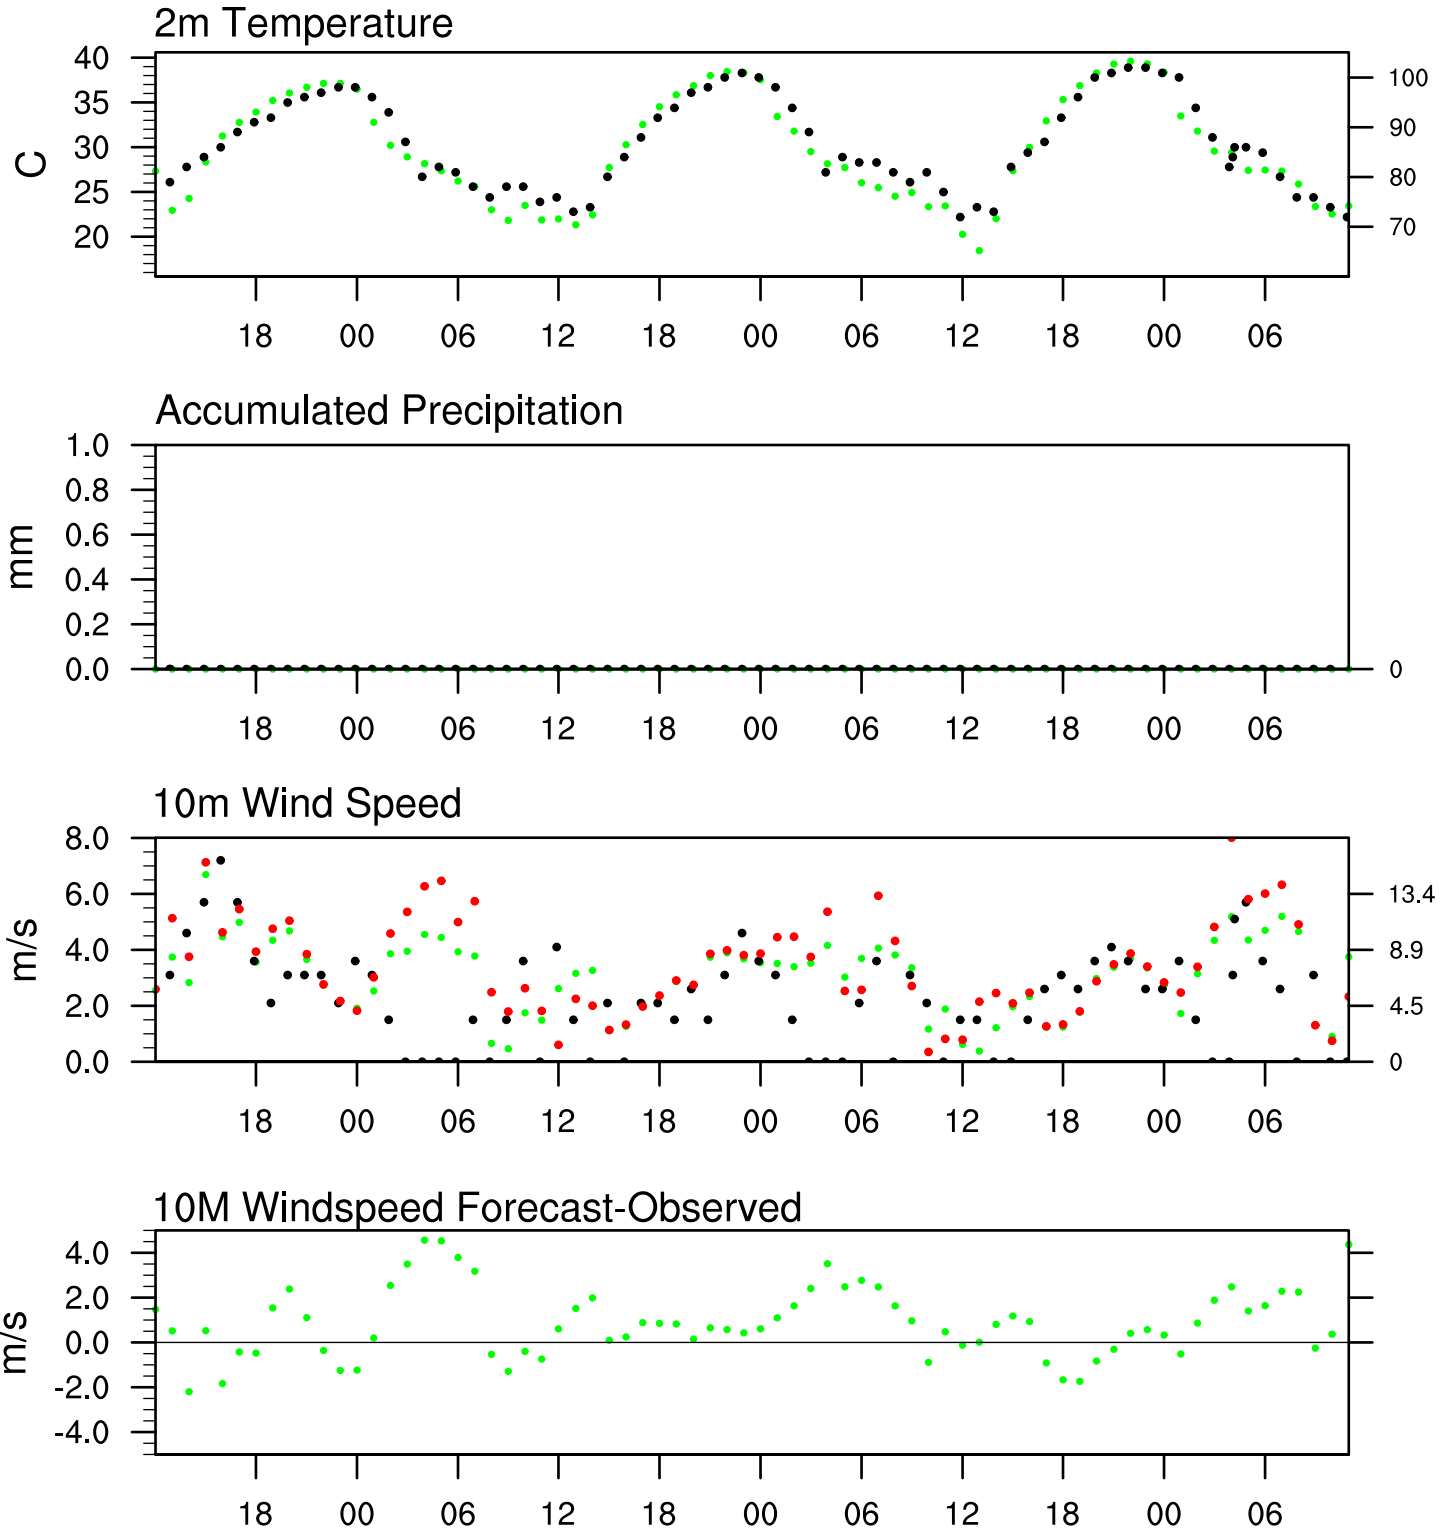 2m Temperature
40
35
30
25
20
C
100
90
80
70
18 00 06 12 18 00 06 12 18 00 06
Accumulated Precipitation
1.0
0.8
0.6
0.4
0.2
0.0
mm
0
18 00 06 12 18 00 06 12 18 00 06
10m Wind Speed
8.0
6.0
4.0
2.0
0.0
m/s
13.4
8.9
4.5
0
18 00 06 12 18 00 06 12 18 00 06
10M Windspeed Forecast-Observed
4.0
2.0
0.0
-2.0
-4.0
m/s
18 00 06 12 18 00 06 12 18 00 06